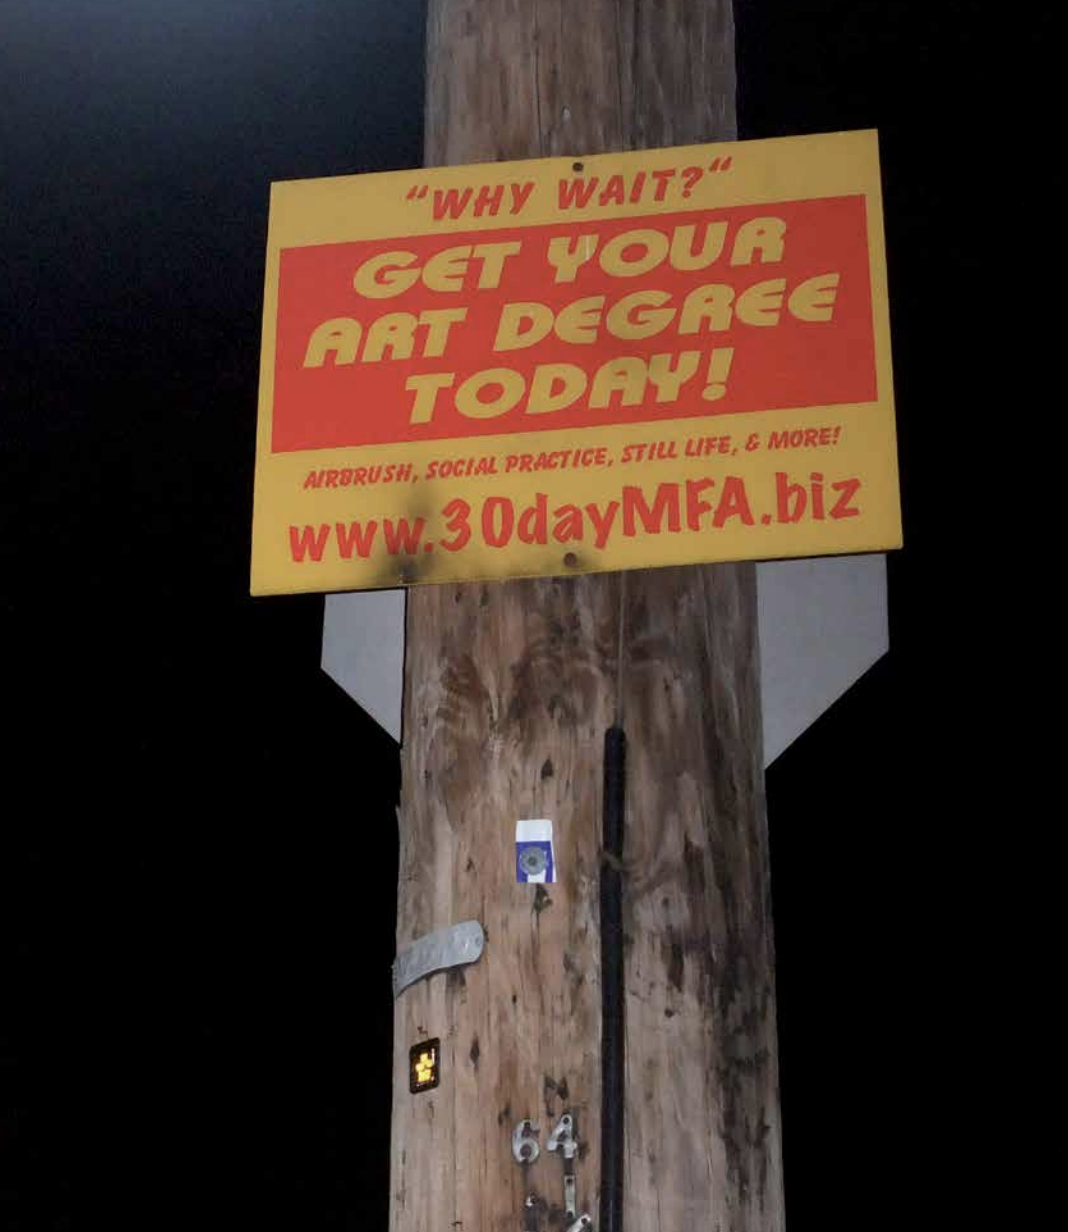 “WHY WAIT?“
GET YOUR
ART DEGREE
TODAY!
AIRBRUSH, SOCIAL PRACTICE, STILL LIFE, & MORE!
www.30dayMFA.biz
64